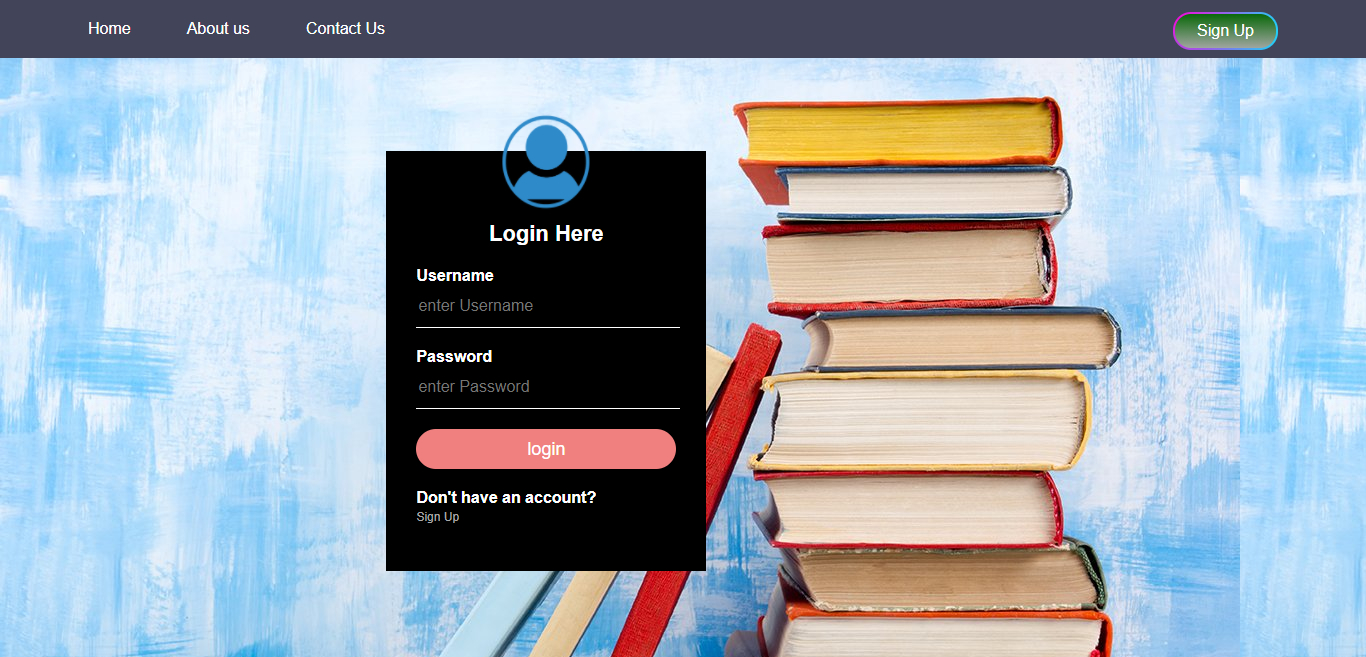 Home About us Contact Us Sign Up
Login Here
Username
enter Username
Password
enter Password
login
Don't have an account?
Sign Up